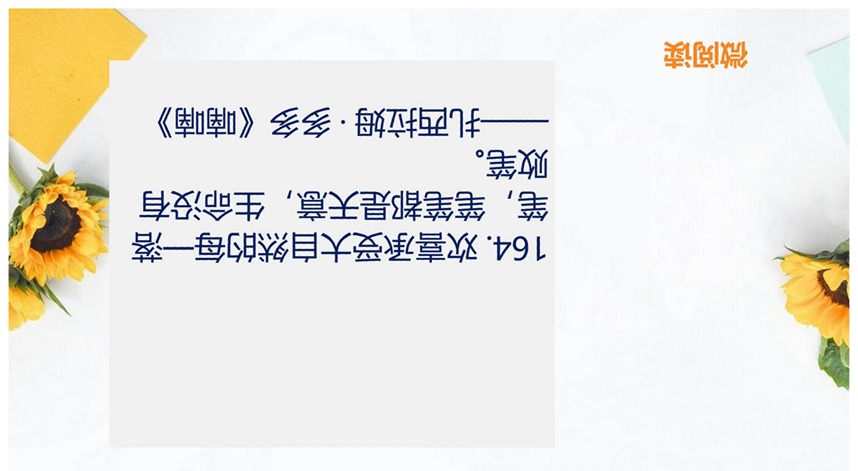 微阅读
164. 欢喜承受大自然的每一落
笔，笔笔都是天意，生命没有
败笔。
——扎西拉姆·多多《喃喃》